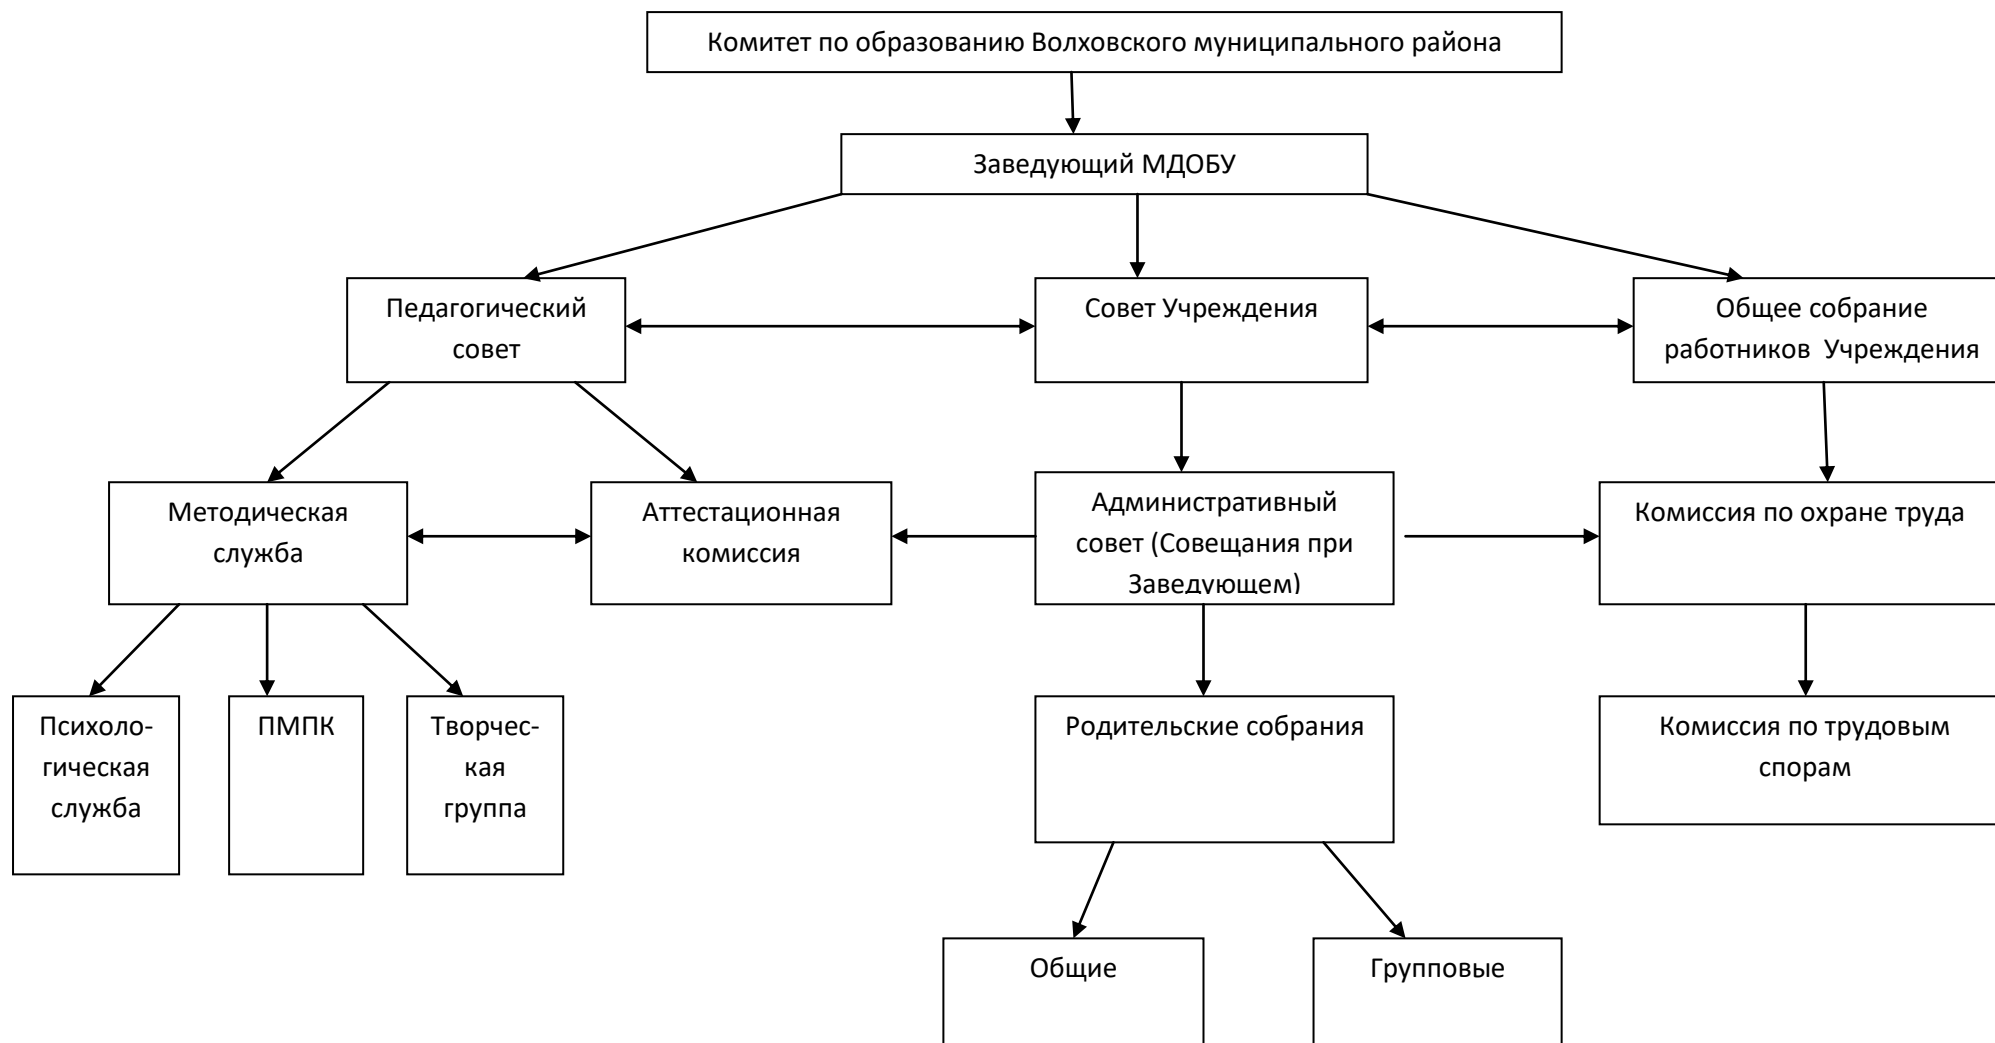 Комитет по образованию Волховского муниципального района
Заведующий МДОБУ
Педагогический
совет
Совет Учреждения
Общее собрание
работников  Учреждения
Методическая
служба
Аттестационная
комиссия
Административный
совет (Совещания при
Заведующем)
Комиссия по охране труда
Психоло-
гическая
служба
ПМПК
Творчес-
кая
группа
Родительские собрания
Комиссия по трудовым
спорам
Общие
Групповые